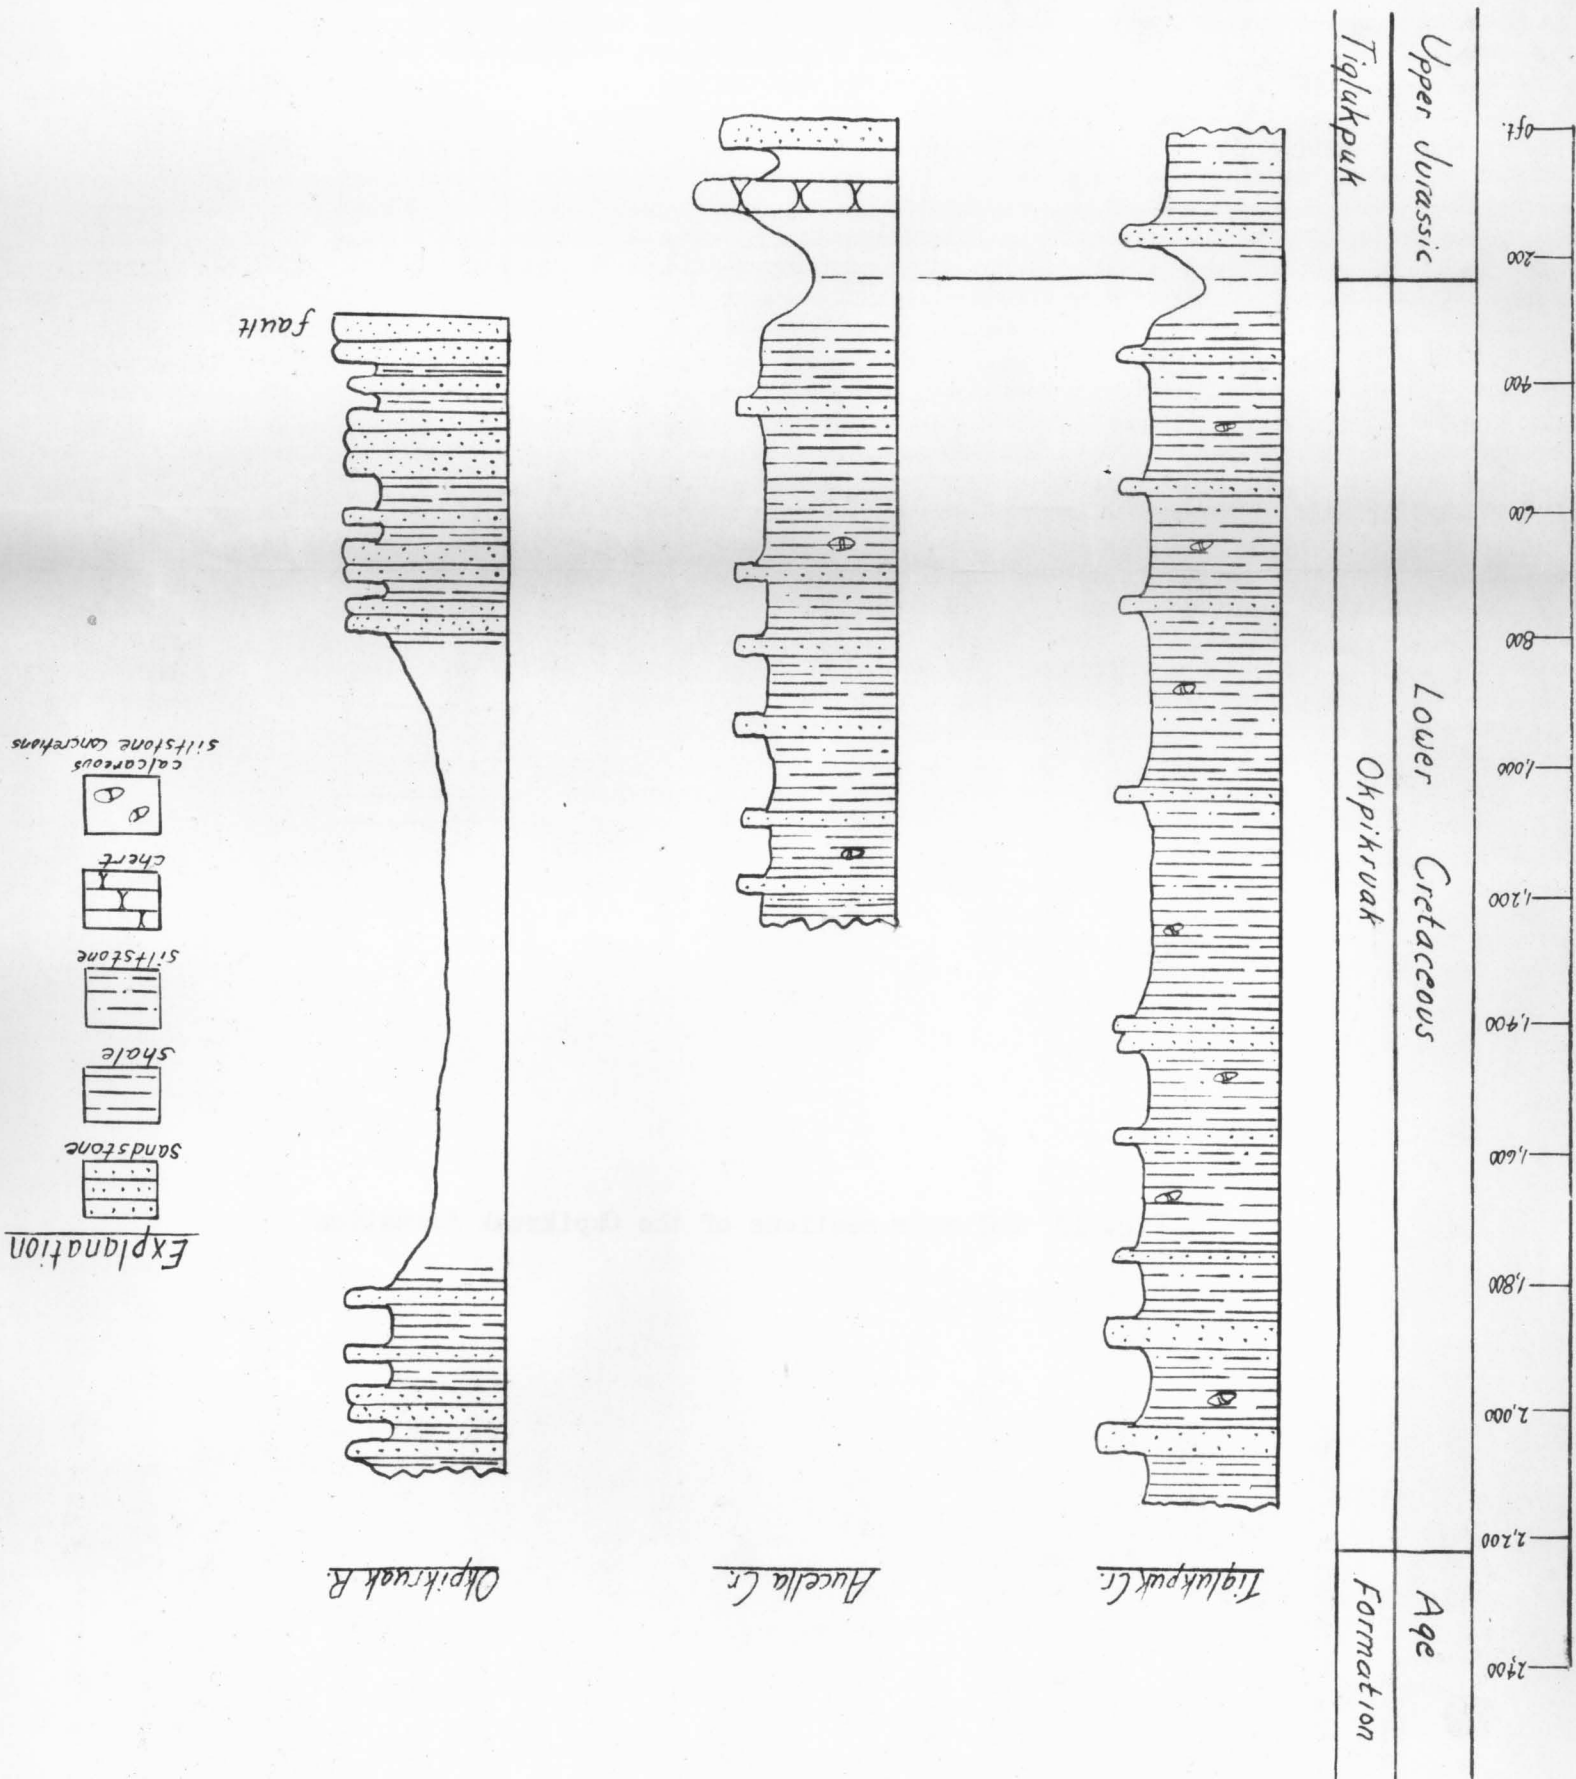 Age
Formation
Lower Cretaceous
Okpikruak
Upper Jurassic
Tiglukpuk
2,400
2,200
2,000
1,800
1,600
1,400
1,200
1,000
800
600
400
200
0ft.
Tiglukpuk Cr.
Aucella Cr.
Okpikruak R.
fault
Explanation
sandstone
shale
siltstone
chert
calcareous
siltstone concretions